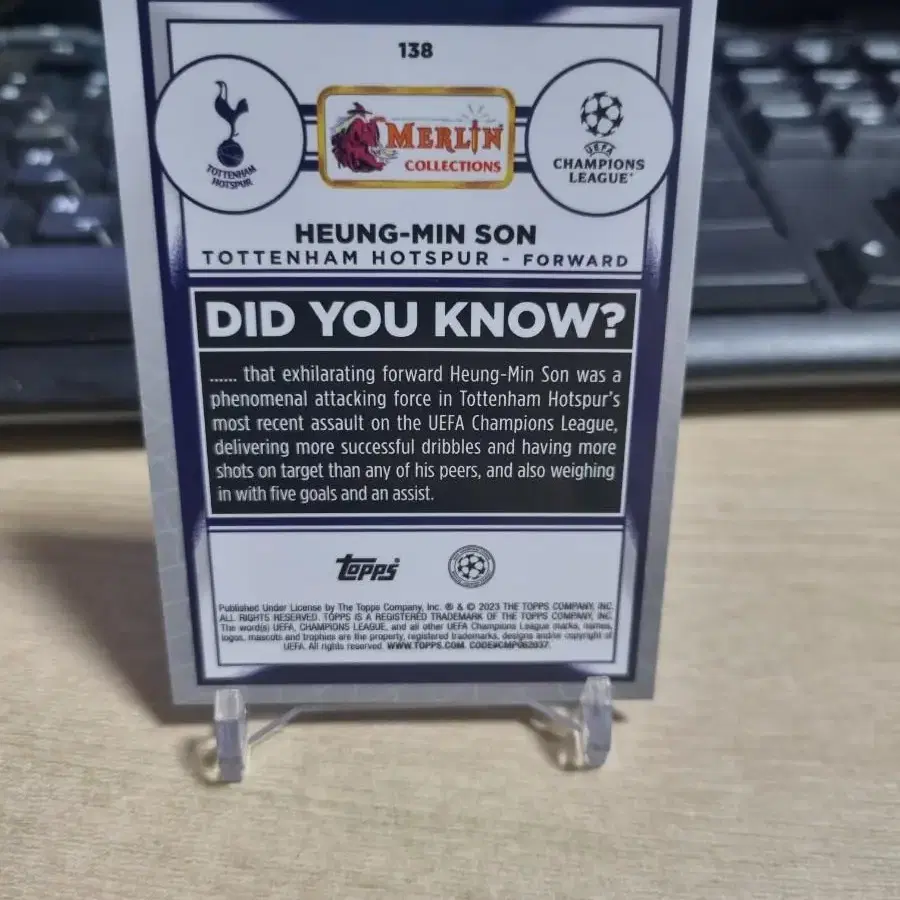 138
TOTTENHAM
HOTSPUR
MERLIN
COLLECTIONS
UEFA
CHAMPIONS
LEAGUE
HEUNG-MIN SON
TOTTENHAM HOTSPUR - FORWARD
DID YOU KNOW?
...... that exhilarating forward Heung-Min Son was a
phenomenal attacking force in Tottenham Hotspur's
most recent assault on the UEFA Champions League,
delivering more successful dribbles and having more
shots on target than any of his peers, and also weighing
in with five goals and an assist.
topps
Published Under License by The Topps Company, Inc. ® & © 2023 THE TOPPS COMPANY, INC.
ALL RIGHTS RESERVED. TOPPS IS A REGISTERED TRADEMARK OF THE TOPPS COMPANY, INC.
The word(s) UEFA, CHAMPIONS LEAGUE, and all other UEFA Champions League marks, names,
logos, mascots and trophies are the property, registered trademarks, designs and/or copyright of
UEFA. All rights reserved. WWW.TOPPS.COM. CODE#CMP082037.